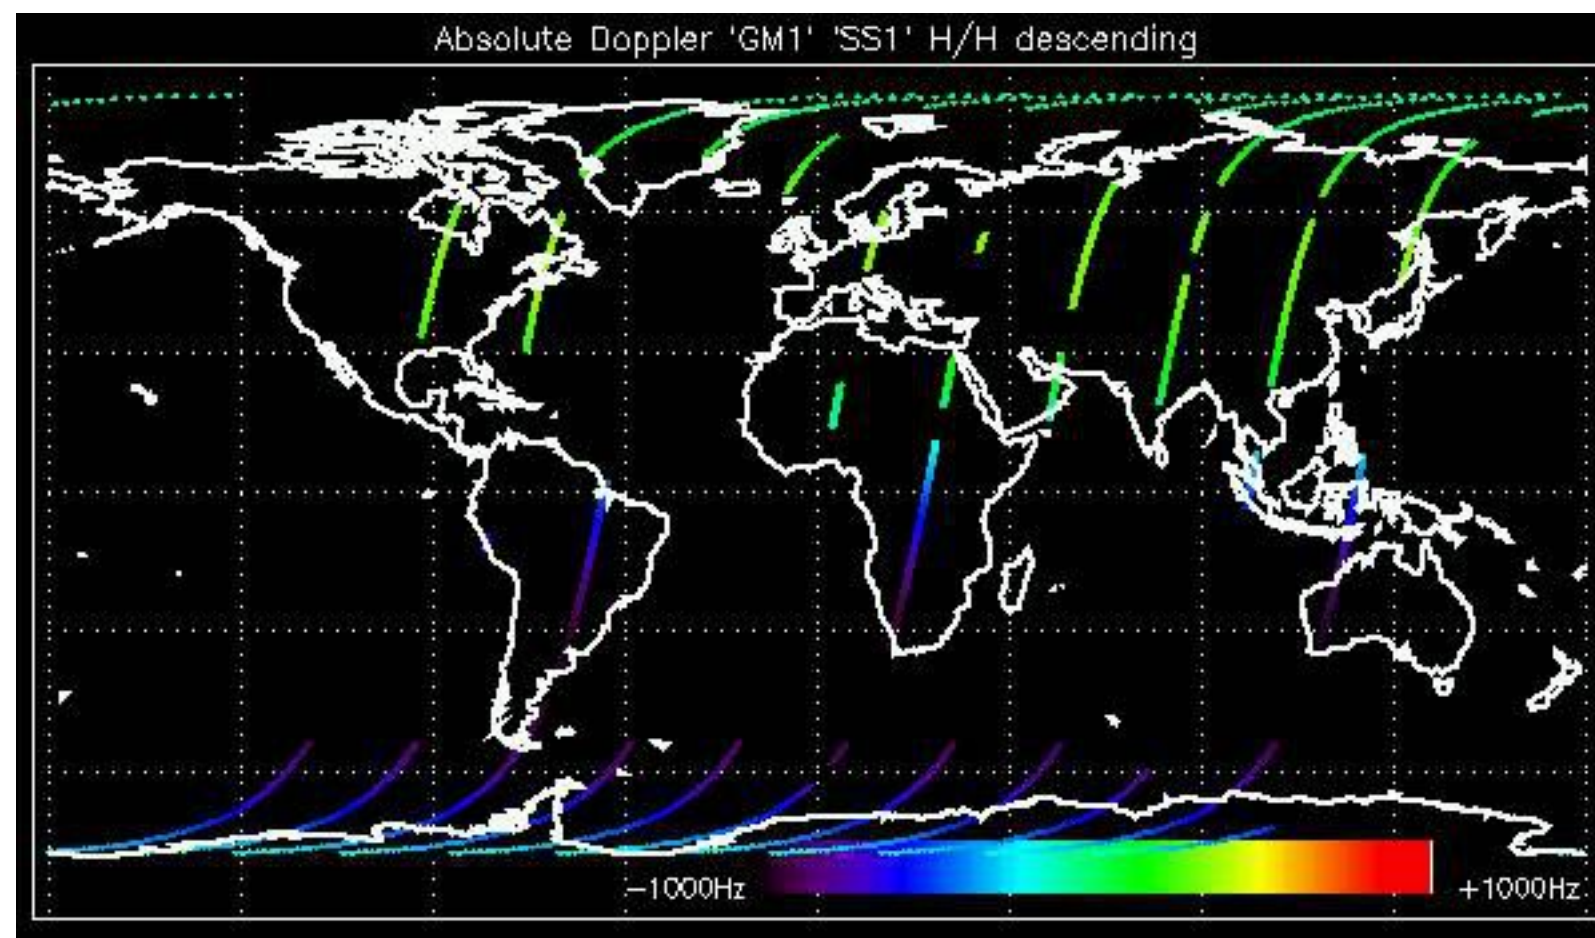 Absolute Doppler 'GM1' 'SS1' H/H descending
-1000Hz +1000Hz